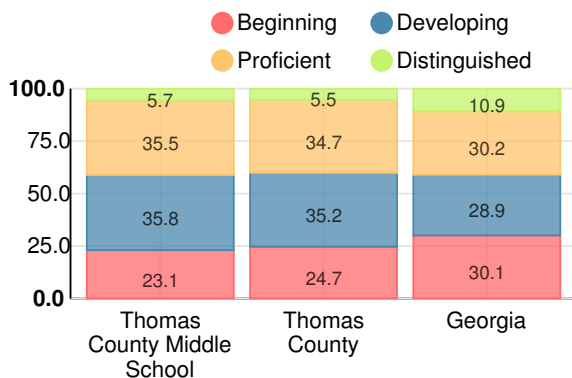 Beginning
Developing
Proficient
Distinguished
100.0
75.0
50.0
25.0
0.0
5.7
5.5
10.9
35.5
34.7
30.2
35.8
35.2
28.9
23.1
24.7
30.1
Thomas
County Middle
School
Thomas
County
Georgia